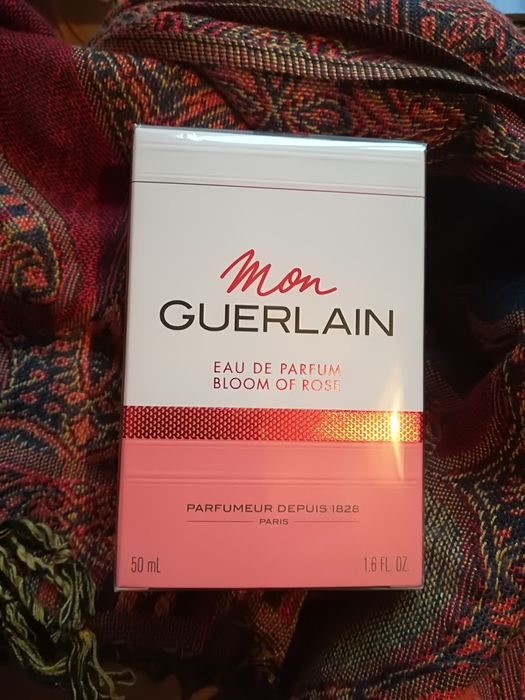 Mon
GUERLAIN
EAU DE PARFUM
BLOOM OF ROSE
PARFUMEUR DEPUIS 1828
PARIS
50 mL 1.6 FL. OZ.